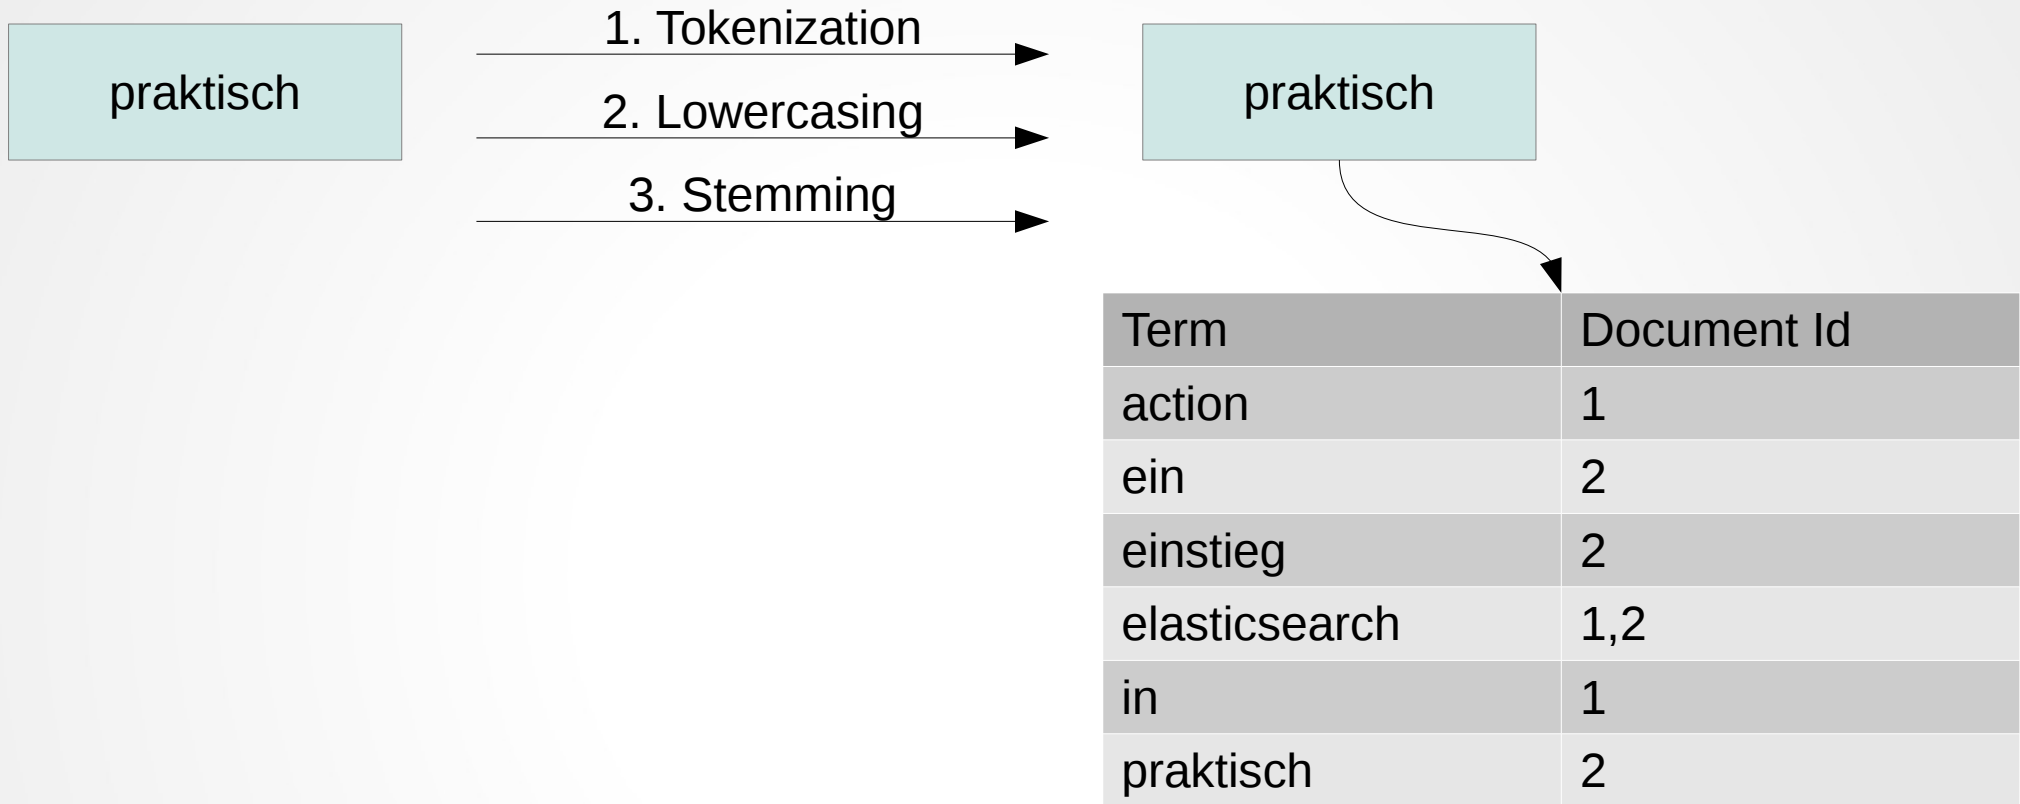 praktisch
1. Tokenization
2. Lowercasing
3. Stemming
praktisch
Term Document Id
action 1
ein 2
einstieg 2
elasticsearch 1,2
in 1
praktisch 2